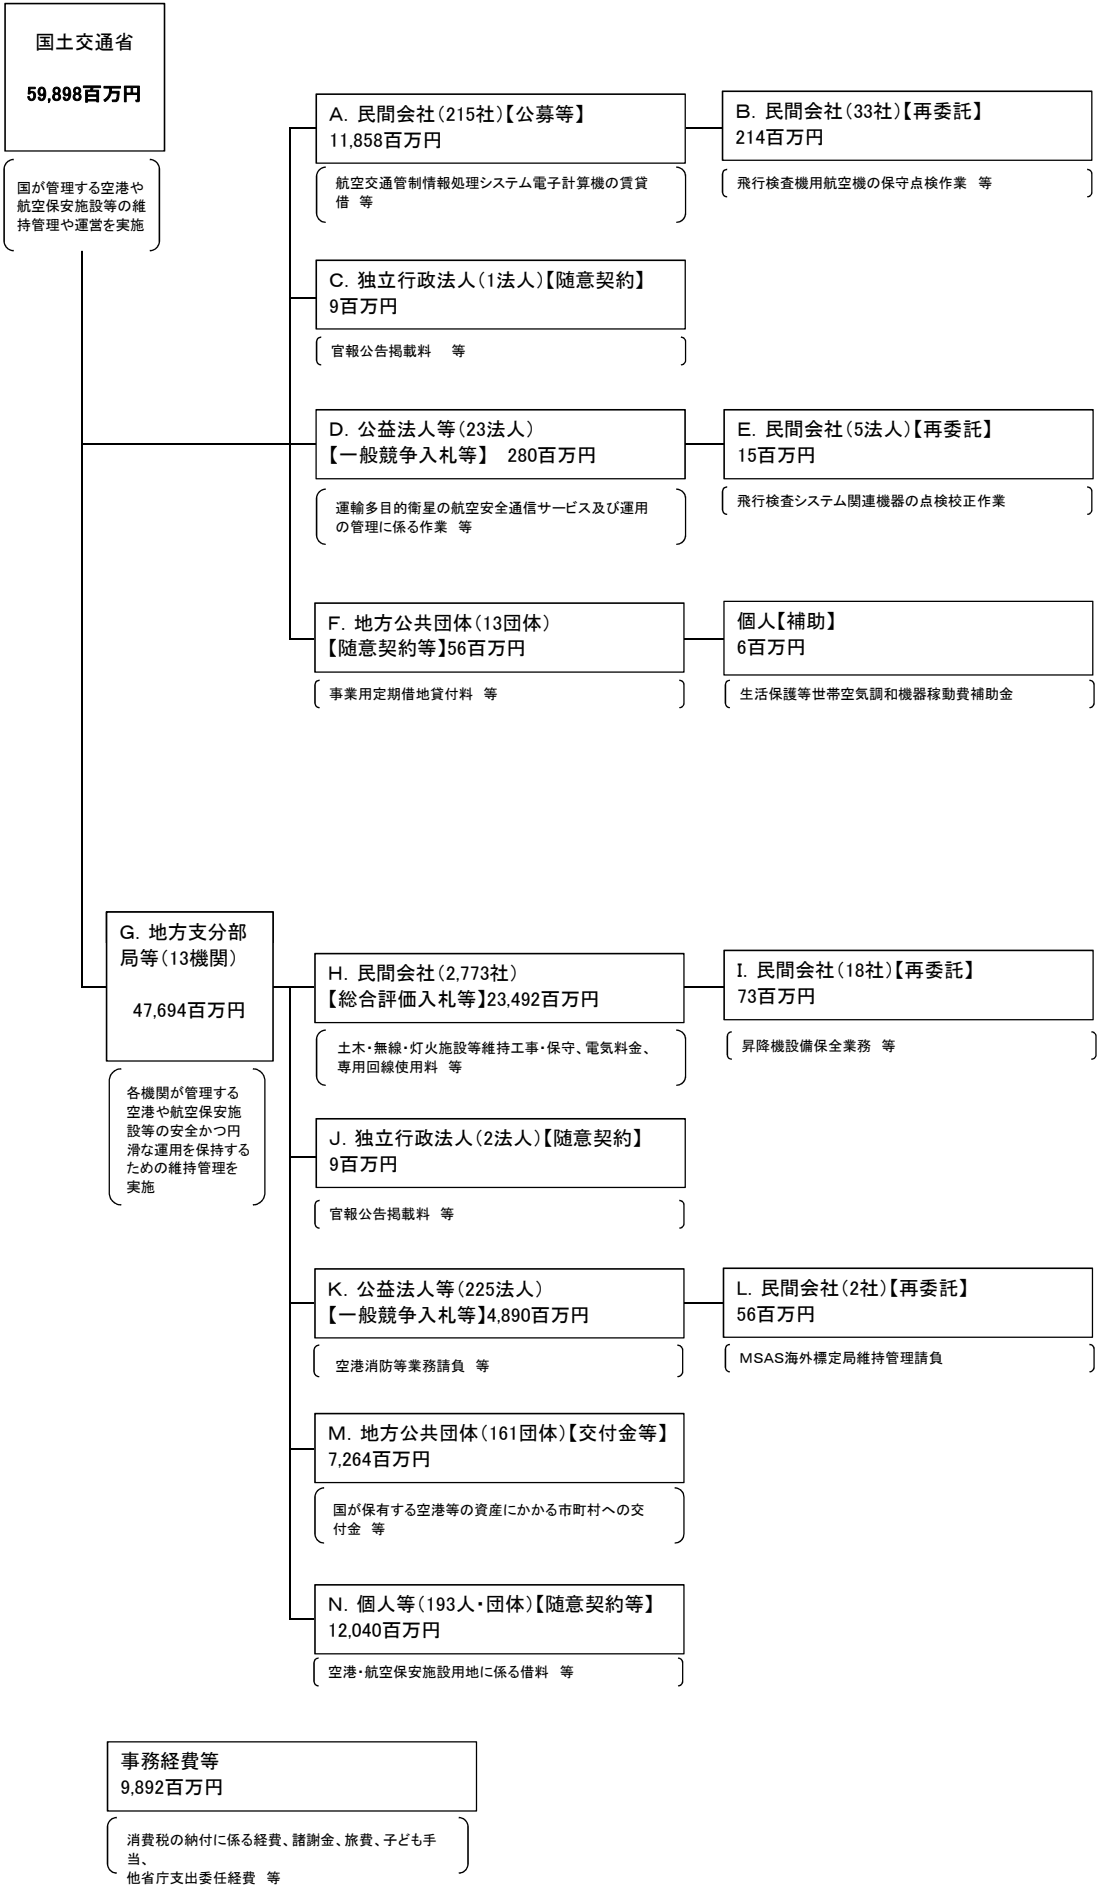 国土交通省
59,898百万円
国が管理する空港や
航空保安施設等の維
持管理や運営を実施
A．民間会社（215社）【公募等】
11,858百万円
航空交通管制情報処理システム電子計算機の賃貸
借　等
B．民間会社（33社）【再委託】
214百万円
飛行検査機用航空機の保守点検作業　等
C．独立行政法人（1法人）【随意契約】
9百万円
官報公告掲載料　等
D．公益法人等（23法人）
【一般競争入札等】　280百万円
運輸多目的衛星の航空安全通信サービス及び運用
の管理に係る作業　等
E．民間会社（5法人）【再委託】
15百万円
飛行検査システム関連機器の点検校正作業
F．地方公共団体（13団体）
【随意契約等】56百万円
事業用定期借地貸付料　等
個人【補助】
6百万円
生活保護等世帯空気調和機器稼動費補助金
G．地方支分部
局等（13機関）
47,694百万円
各機関が管理する
空港や航空保安施
設等の安全かつ円
滑な運用を保持する
ための維持管理を
実施
H．民間会社（2,773社）
【総合評価入札等】23,492百万円
土木・無線・灯火施設等維持工事・保守、電気料金、
専用回線使用料　等
I．民間会社（18社）【再委託】
73百万円
昇降機設備保全業務　等
J．独立行政法人（2法人）【随意契約】
9百万円
官報公告掲載料　等
K．公益法人等（225法人）
【一般競争入札等】4,890百万円
空港消防等業務請負　等
L．民間会社（2社）【再委託】
56百万円
MSAS海外標定局維持管理請負
M．地方公共団体（161団体）【交付金等】
7,264百万円
国が保有する空港等の資産にかかる市町村への交
付金　等
N．個人等（193人・団体）【随意契約等】
12,040百万円
空港・航空保安施設用地に係る借料　等
事務経費等
9,892百万円
消費税の納付に係る経費、諸謝金、旅費、子ども手
当、
他省庁支出委任経費　等